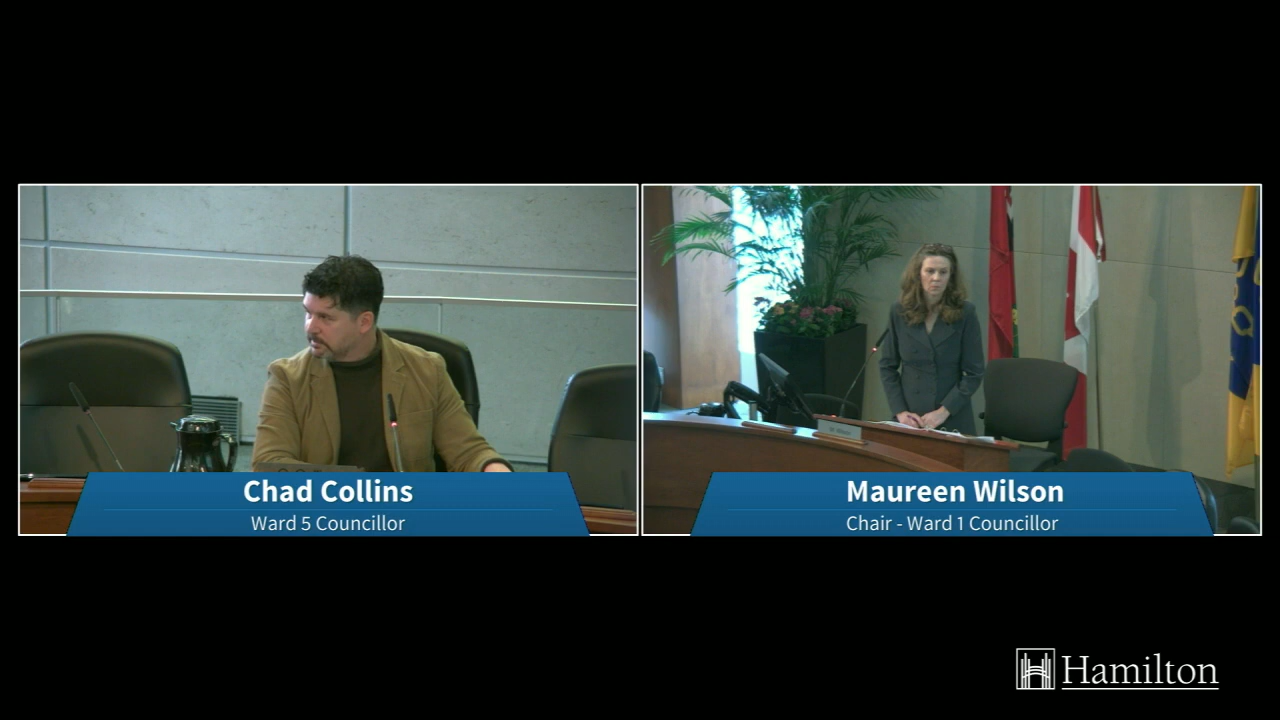 Chad Collins
Ward 5 Councillor
Maureen Wilson
Chair - Ward 1 Councillor
Hamilton